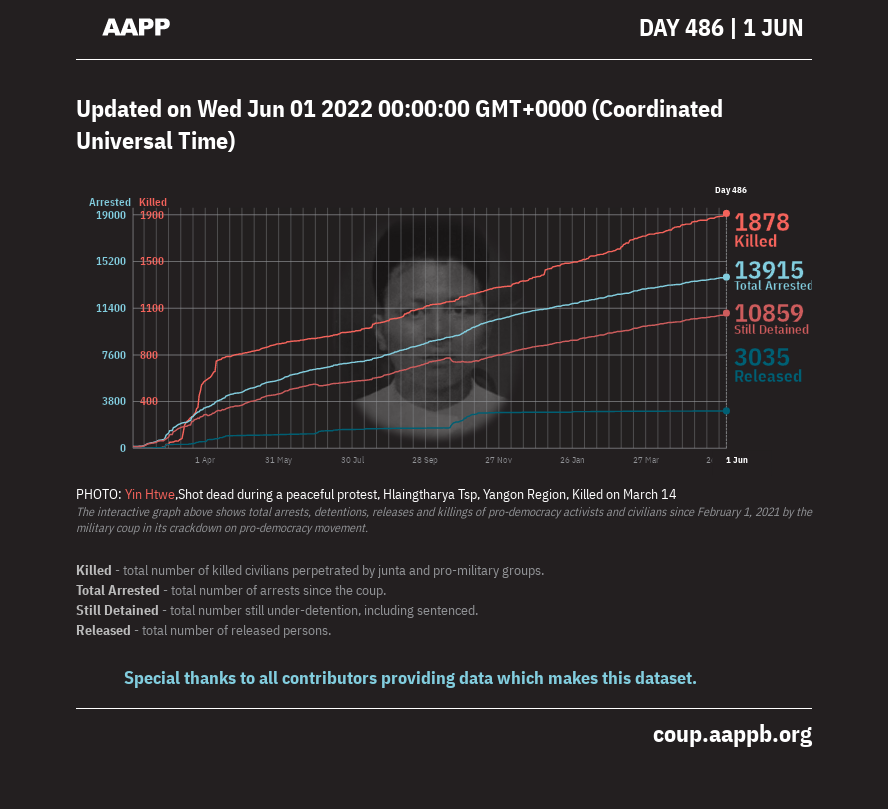 AAPP
DAY 486 | 1 JUN
Updated on Wed Jun 01 2022 00:00:00 GMT+0000 (Coordinated
Universal Time)
Day 486
Arrested Killed
19000 1900
15200 1500
11400 1100
7600 800
3800 400
0
1878
Killed
13915
Total Arrested
10859
Still Detained
3035
Released
1 Apr 31 May 30 Jul 28 Sep 27 Nov 26 Jan 27 Mar 2 1 Jun
PHOTO: Yin Htwe,Shot dead during a peaceful protest, Hlaingtharya Tsp, Yangon Region, Killed on March 14
The interactive graph above shows total arrests, detentions, releases and killings of pro-democracy activists and civilians since February 1, 2021 by the
military coup in its crackdown on pro-democracy movement.
Killed - total number of killed civilians perpetrated by junta and pro-military groups.
Total Arrested - total number of arrests since the coup.
Still Detained - total number still under-detention, including sentenced.
Released - total number of released persons.
Special thanks to all contributors providing data which makes this dataset.
coup.aappb.org